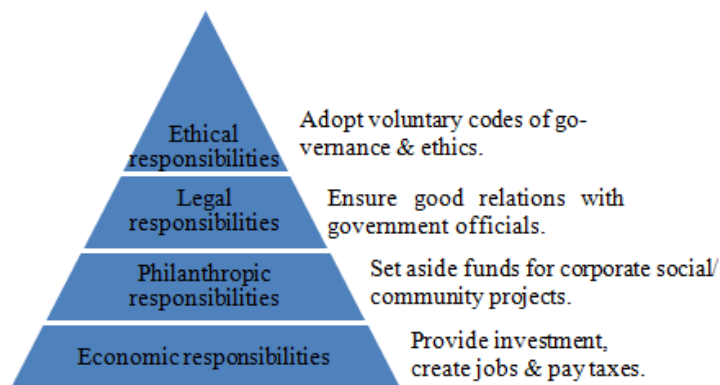 Ethical
responsibilities
Adopt voluntary codes of go-
vernance & ethics.
Legal
responsibilities
Ensure good relations with
government officials.
Philanthropic
responsibilities
Set aside funds for corporate social/
community projects.
Economic responsibilities
Provide investment,
create jobs & pay taxes.